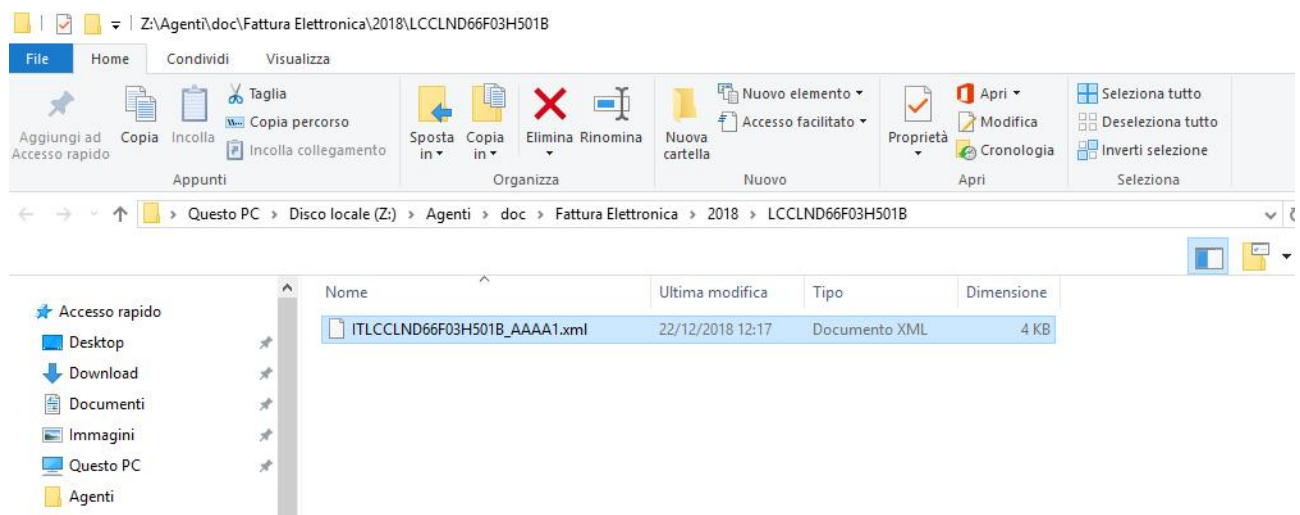 Z:\Agenti\doc\Fattura Elettronica\2018\LCCLND66F03H501B
File Home Condividi Visualizza
Aggiungi ad Accesso rapido
Copia
Incolla
Taglia
Copia percorso
Incolla collegamento
Appunti
Sposta in
Copia in
Elimina
Rinomina
Organizza
Nuova cartella
Nuovo elemento
Accesso facilitato
Nuovo
Proprietà
Apri
Modifica
Cronologia
Apri
Seleziona tutto
Deseleziona tutto
Inverti selezione
Seleziona
Questo PC > Disco locale (Z:) > Agenti > doc > Fattura Elettronica > 2018 > LCCLND66F03H501B
Nome Ultima modifica Tipo Dimensione
ITLCCLND66F03H501B_AAAA1.xml 22/12/2018 12:17 Documento XML 4 KB
Accesso rapido
Desktop
Download
Documenti
Immagini
Questo PC
Agenti